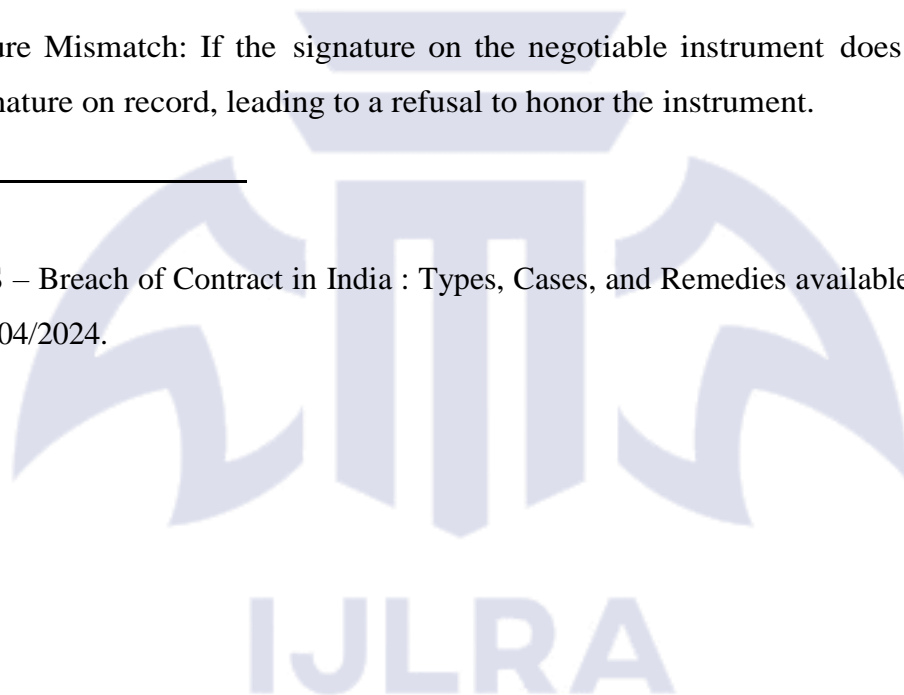 ure Mismatch: If the signature on the negotiable instrument does
nature on record, leading to a refusal to honor the instrument.
– Breach of Contract in India : Types, Cases, and Remedies available
04/2024.
IJLRA